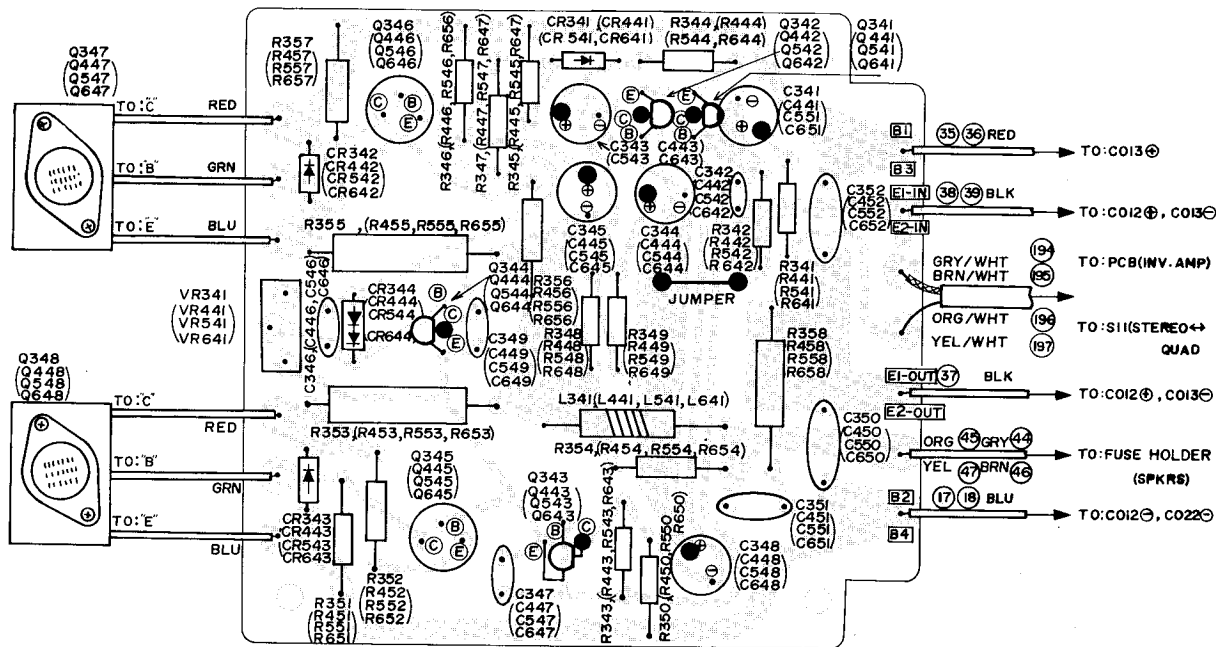 Q347
(Q447
Q547
Q647)
TO:"C"
RED
TO:"B"
GRN
TO:"E"
BLU
R357
(R457
R557
R657)
CR342
(CR442
CR542
CR642)
Q346
(Q446
Q546
Q646)
C
B
E
R346,(R446,R546,R656)
R347,(R447,R547,R647)
R345,(R445,R545,R647)
CR341,(CR441)
(CR541,CR641)
R344,(R444)
(R544,R644)
Q342
(Q442
Q542
Q642)
Q341
(Q441
Q541
Q641)
E
C
B
E
C
B
C341
(C441
C551
C651)
C343
(C543
C443)
C643)
C342
(C442
C542
C642)
C352
(C452
C552
C652)
R355,(R455,R555,R655)
C345
(C445
C545
C645)
C344
(C444
C544
C644)
R342
(R442
R542
R642)
R341
(R441
R541
R641)
JUMPER
VR341
(VR441
VR541
VR641)
C346,(C446,C546)
C646)
CR344
(CR444
CR544
CR644)
Q344
(Q444
Q544
Q644)
B
C
E
R356
(R456
R556
R656)
C349
(C449
C549
C649)
R348
(R448
R548
R648)
R349
(R449
R549
R649)
R358
(R458
R558
R658)
Q348
(Q448
Q548
Q648)
TO:"C"
RED
TO:"B"
GRN
TO:"E"
BLU
R353,(R453,R553,R653)
L341(L441,L541,L641)
R354,(R454,R554,R654)
C350
(C450
C550
C650)
CR343
(CR443
CR543
CR643)
R351
(R451
R551
R651)
R352
(R452
R552
R652)
Q345
(Q445
Q545
Q645)
B
C
E
Q343
(Q443
Q543
Q643)
E
B
C
C347
(C447
C547
C647)
R343,(R443,R543,R643)
R350,(R450,R550
R650)
C351
(C451
C551
C651)
C348
(C448
C548
C648)
B1
35 36 RED
TO:C013⊕
B3
E1-IN
38 39 BLK
TO:C012⊕,C013⊖
E2-IN
GRY/WHT 194
BRN/WHT 195
TO:PCB(INV.AMP)
ORG/WHT 196
YEL/WHT 197
TO:S11(STEREO↔
QUAD
E1-OUT 37 BLK
TO:C012⊕,C013⊖
E2-OUT
ORG 45 GRY 44
YEL 47 BRN 46
TO:FUSE HOLDER
(SPKRS)
B2
17 18 BLU
TO:C012⊖,C022⊖
B4